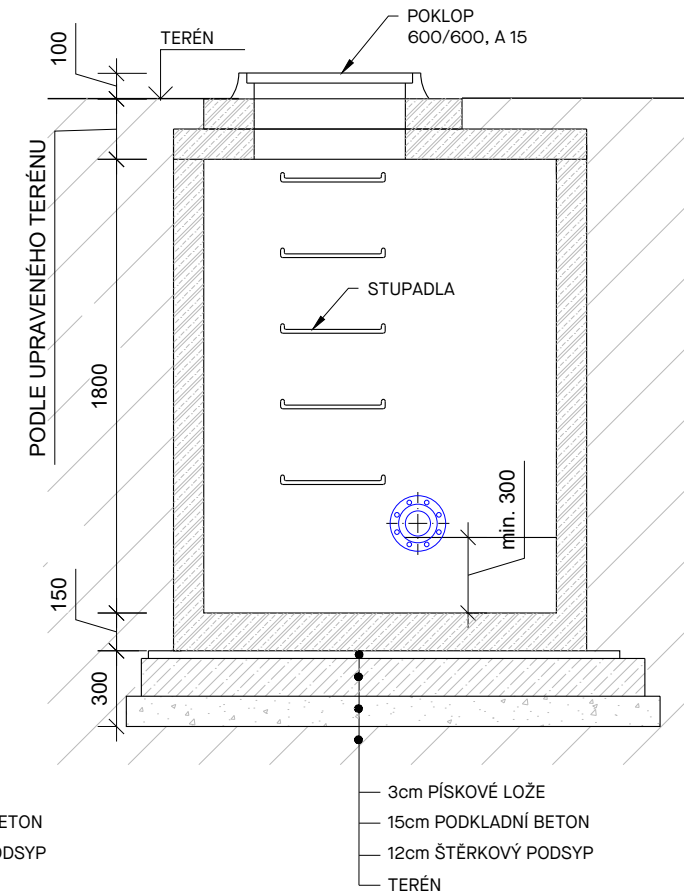 POKLOP
600/600, A 15
TERÉN
100
PODLE UPRAVENÉHO TERÉNU
STUPADLA
1800
min. 300
150
300
3cm PÍSKOVÉ LOŽE
15cm PODKLADNÍ BETON
12cm ŠTĚRKOVÝ PODSYP
TERÉN